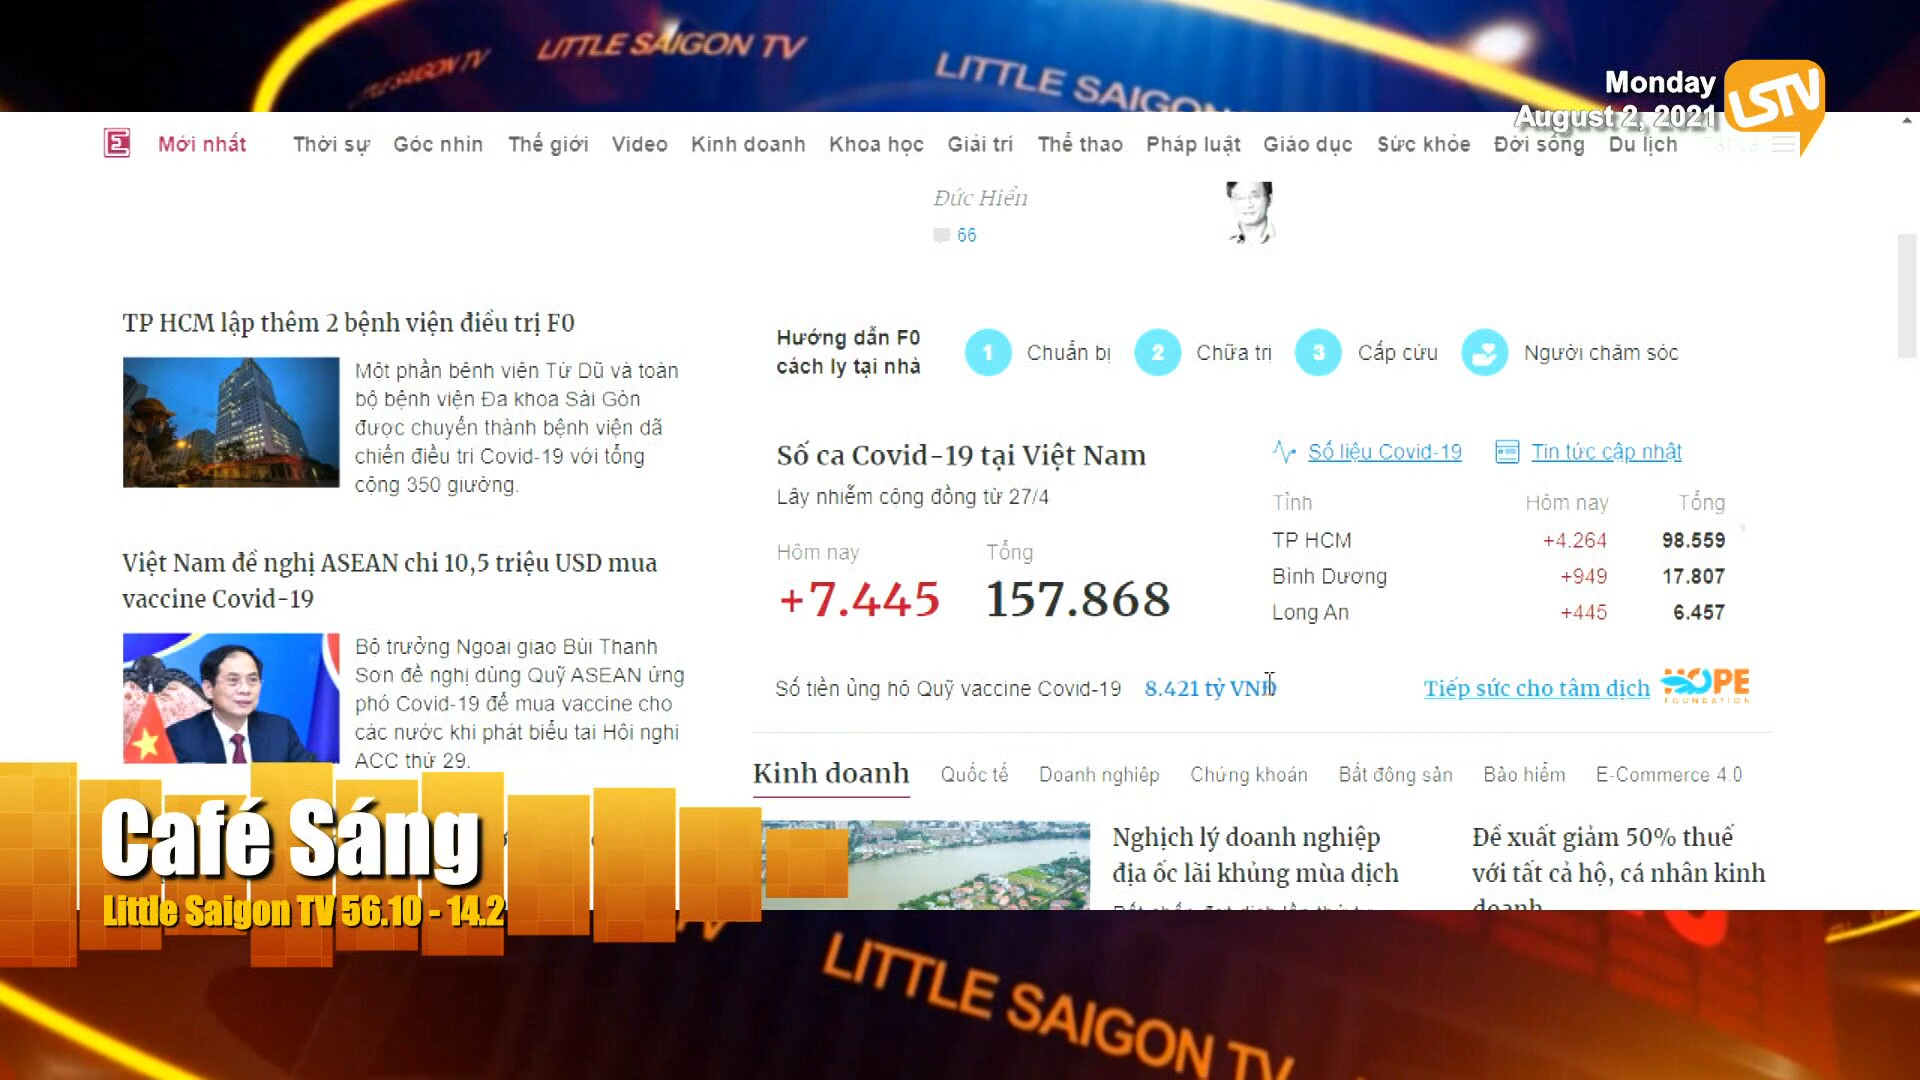 LITTLE SAIGON TV
LITTLE SAIGON TV
LITTLE SAIGON
Monday
August 2, 2021
LSTV
Mới nhất Thời sự Góc nhìn Thế giới Video Kinh doanh Khoa học Giải trí Thể thao Pháp luật Giáo dục Sức khỏe Đời sống Du lịch Tất cả
Đức Hiển
66
TP HCM lập thêm 2 bệnh viện điều trị F0
Một phần bệnh viện Từ Dũ và toàn
bộ bệnh viện Đa khoa Sài Gòn
được chuyển thành bệnh viện dã
chiến điều trị Covid-19 với tổng
cộng 350 giường.
Việt Nam đề nghị ASEAN chi 10,5 triệu USD mua
vaccine Covid-19
Bộ trưởng Ngoại giao Bùi Thanh
Sơn đề nghị dùng Quỹ ASEAN ứng
phó Covid-19 để mua vaccine cho
các nước khi phát biểu tại Hội nghị
ACC thứ 29.
Hướng dẫn F0
cách ly tại nhà
1 Chuẩn bị 2 Chữa trị 3 Cấp cứu Người chăm sóc
Số ca Covid-19 tại Việt Nam
Lây nhiễm cộng đồng từ 27/4
Hôm nay Tổng
+7.445 157.868
Số liệu Covid-19 Tin tức cập nhật
Tỉnh Hôm nay Tổng
TP HCM +4.264 98.559
Bình Dương +949 17.807
Long An +445 6.457
Số tiền ủng hộ Quỹ vaccine Covid-19 8.421 tỷ VNĐ
Tiếp sức cho tâm dịch HOPE
FOUNDATION
Kinh doanh Quốc tế Doanh nghiệp Chứng khoán Bất động sản Bảo hiểm E-Commerce 4.0
Nghịch lý doanh nghiệp
địa ốc lãi khủng mùa dịch
Đề xuất giảm 50% thuế
với tất cả hộ, cá nhân kinh
doanh
Café Sáng
Little Saigon TV 56.10 - 14.2
TV
LITTLE SAIGON TV